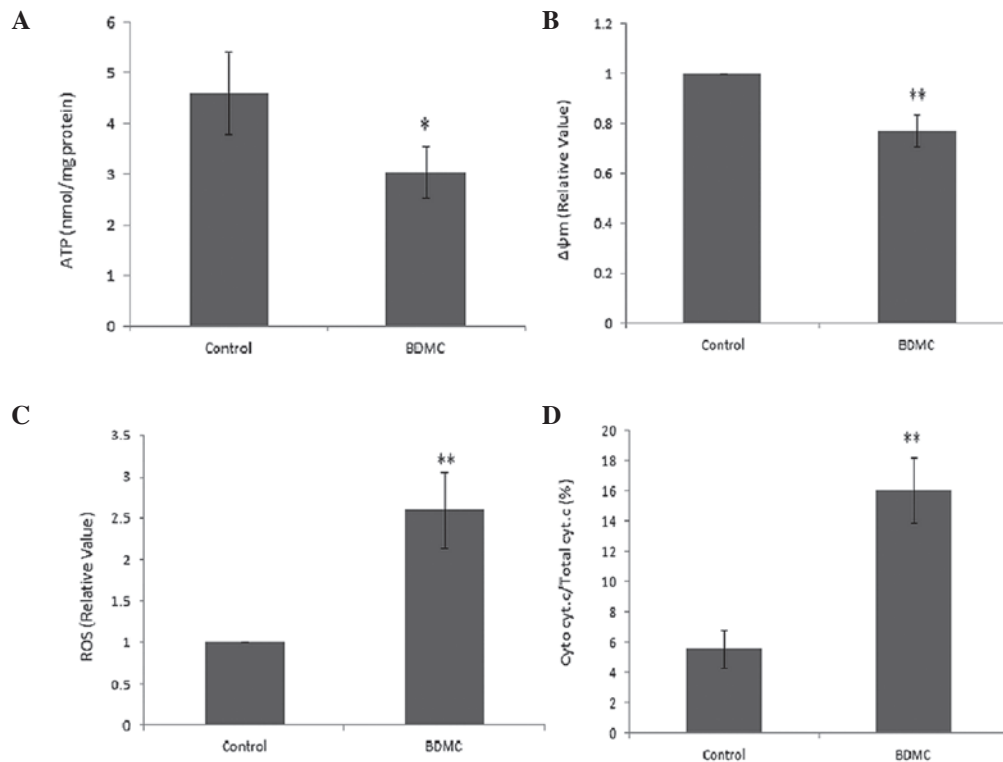 A
ATP (nmol/mg protein)
6
5
4
3
2
1
0
*
Control
BDMC
B
Δψm (Relative Value)
1.2
1
0.8
0.6
0.4
0.2
0
**
Control
BDMC
C
ROS (Relative Value)
3.5
3
2.5
2
1.5
1
0.5
0
**
Control
BDMC
D
Cyto cyt.c/Total cyt.c (%)
20
18
16
14
12
10
8
6
4
2
0
**
Control
BDMC